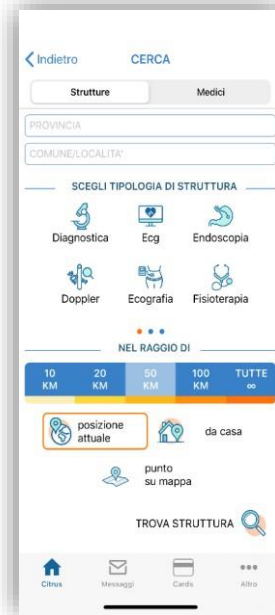 Indietro CERCA
Strutture Medici
PROVINCIA
COMUNE/LOCALITA'
SCEGLI TIPOLOGIA DI STRUTTURA
Diagnostica Ecg Endoscopia
Doppler Ecografia Fisioterapia
NEL RAGGIO DI
10 20 50 100 TUTTE
KM KM KM KM ∞
posizione
attuale da casa
punto
su mappa
TROVA STRUTTURA
Citrus Messaggi Cards Altro